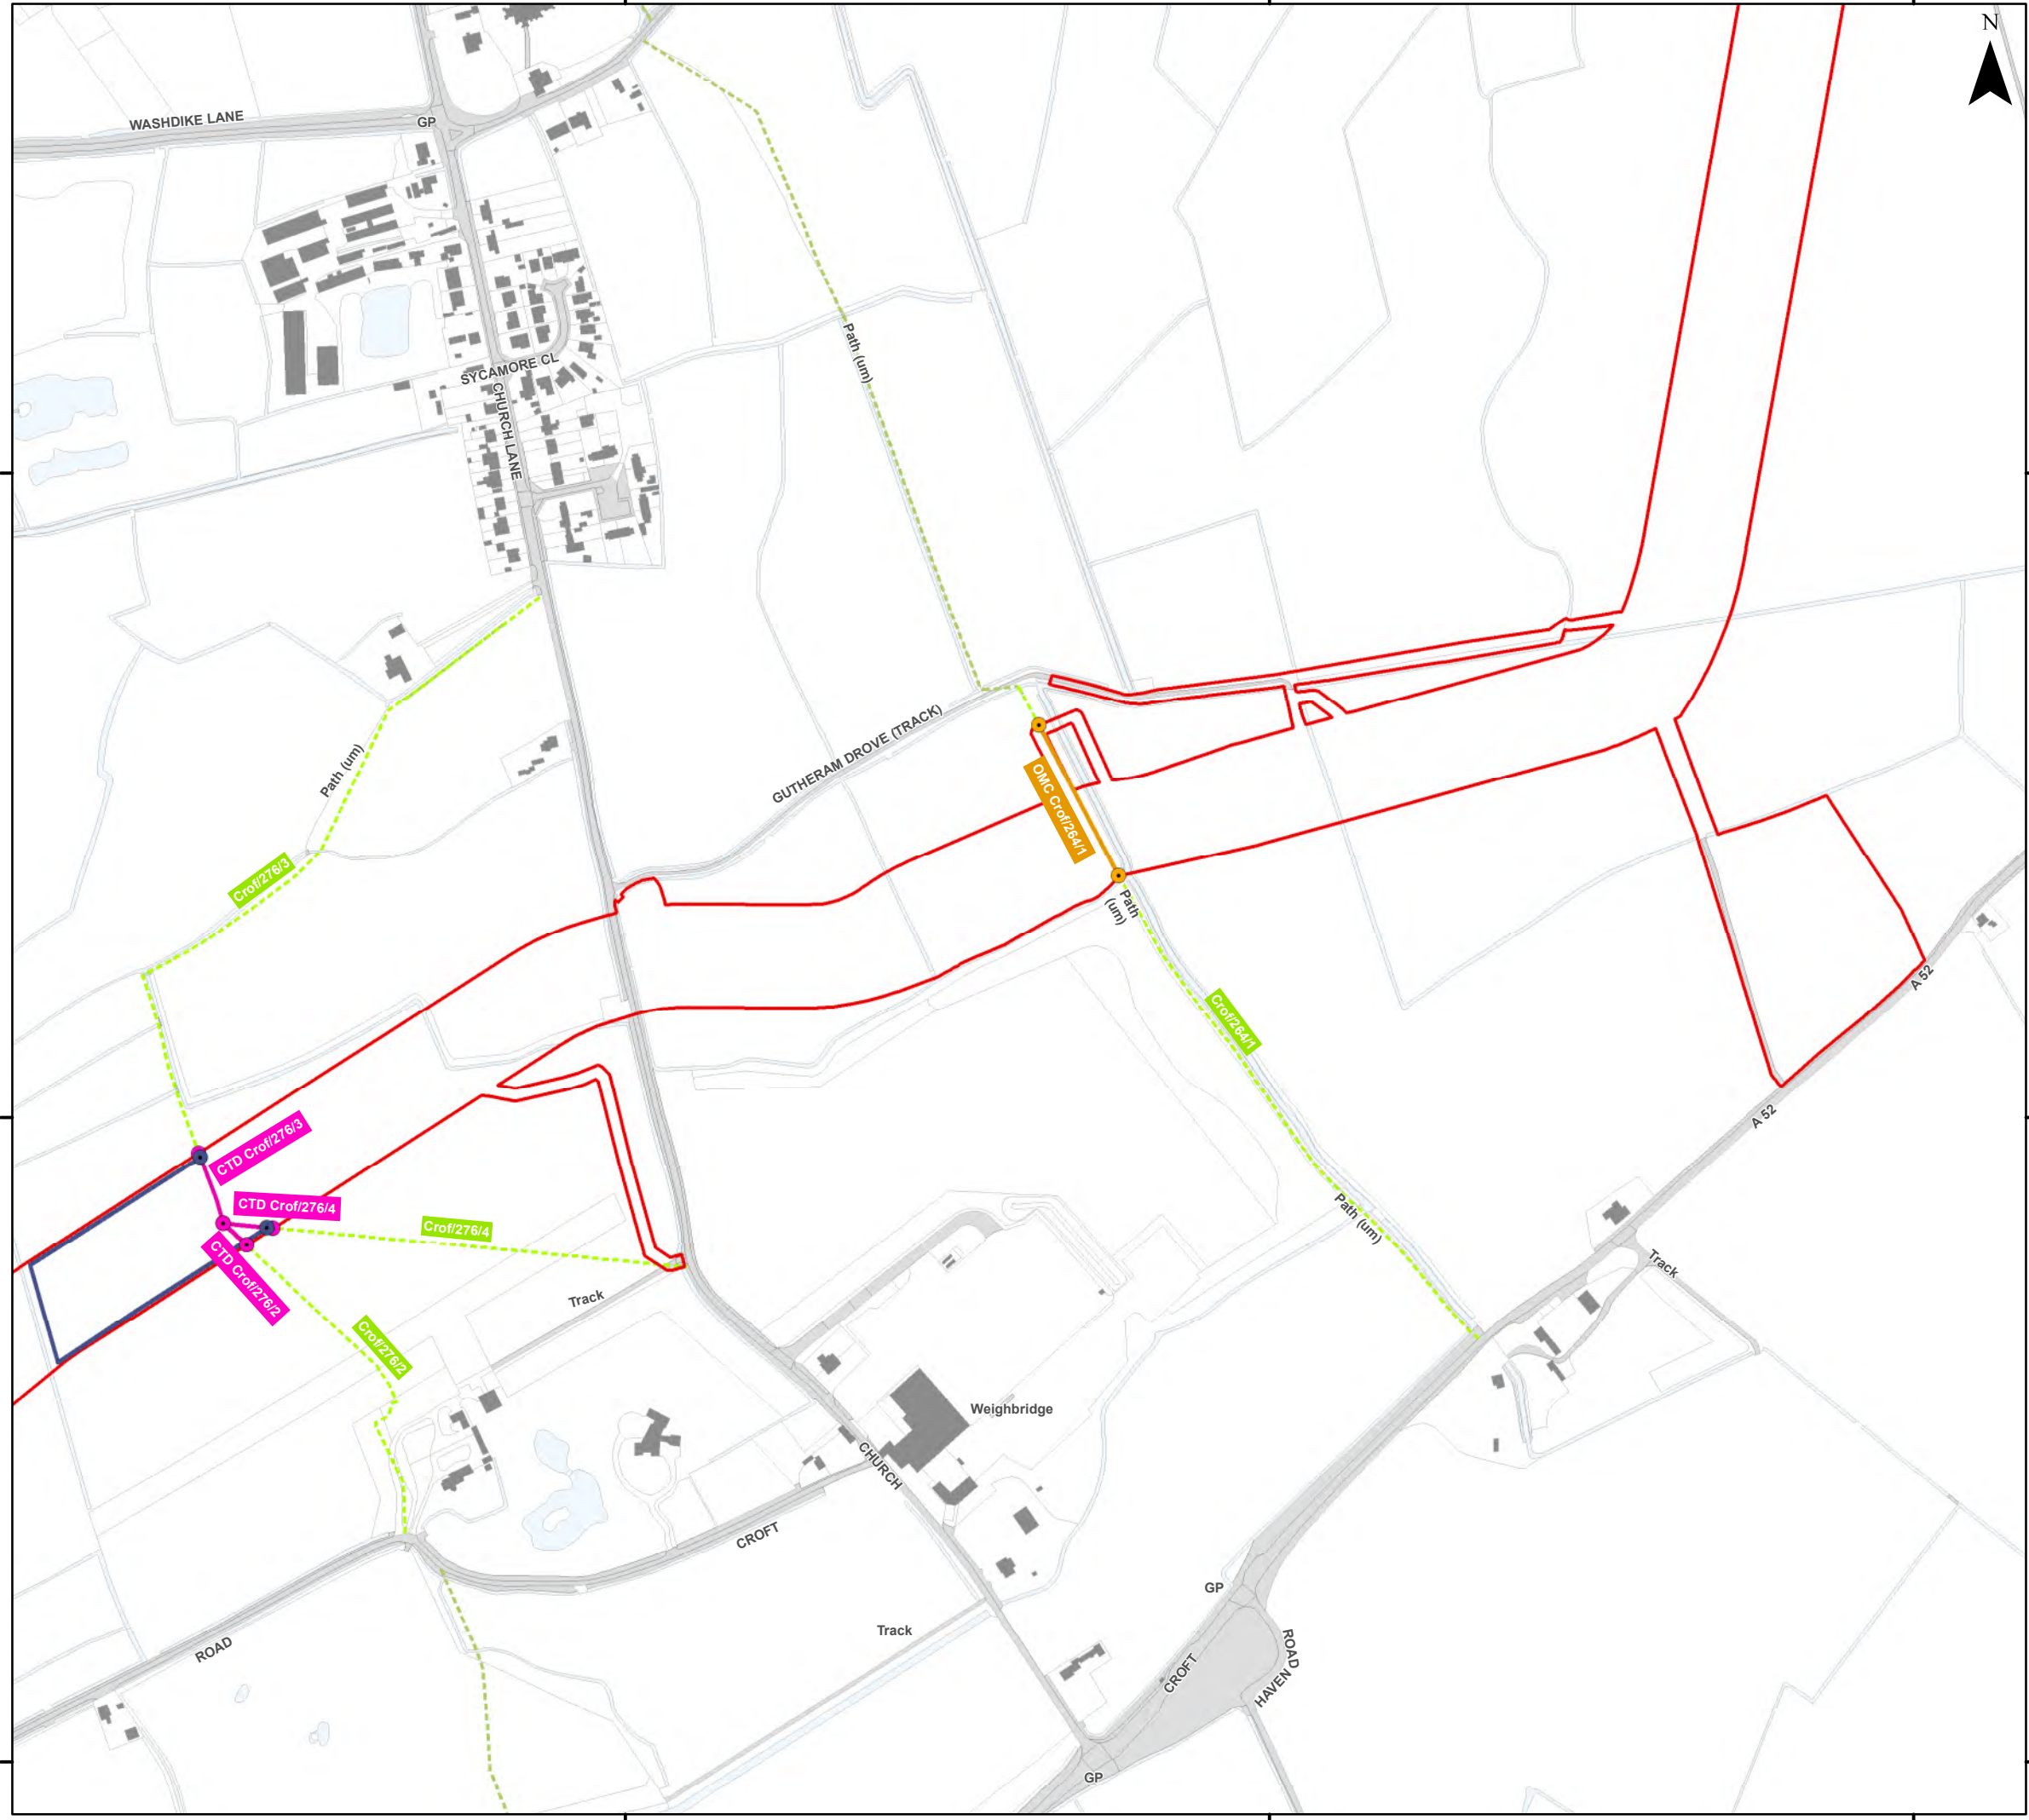 N
WASHDIKE LANE
GP
Path (um)
SYCAMORE CL
CHURCH LANE
GUTHERAM DROVE (TRACK)
Path (um)
OMC Crof/264/1
Crof/276/3
Path
(um)
A 52
Crof/264/1
A 52
CTD Crof/276/3
CTD Crof/276/4
Crof/276/4
CTD Crof/276/2
Path (um)
Track
Track
Crof/276/2
Weighbridge
CHURCH
CROFT
GP
ROAD
Track
ROAD
CROFT
HAVEN
GP